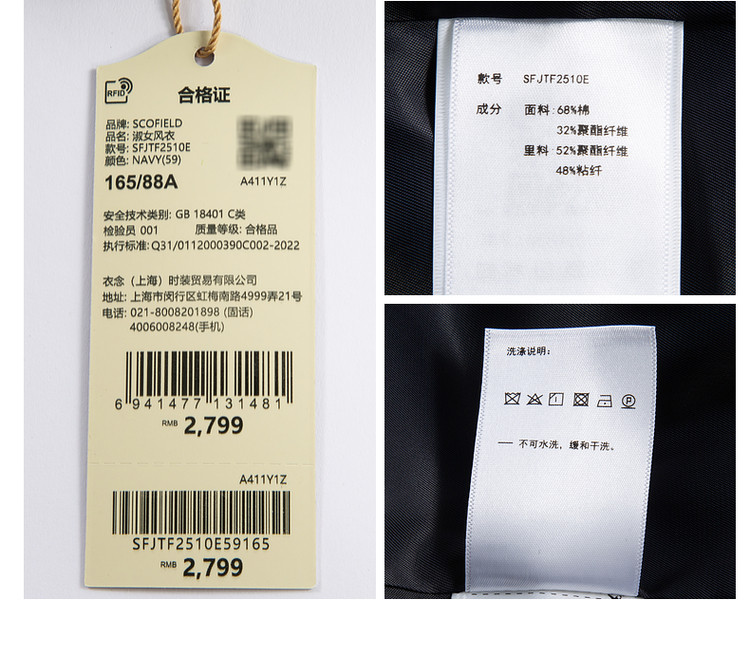 RFID
合格证
品牌: SCOFIELD
品名: 淑女风衣
款号: SFJTF2510E
颜色: NAVY(59)
165/88A
A411Y1Z
安全技术类别: GB 18401 C类
检验员 001 质量等级: 合格品
执行标准: Q31/0112000390C002-2022
衣念（上海）时装贸易有限公司
地址: 上海市闵行区虹梅南路4999弄21号
电话: 021-8008201898 (固话)
4006008248(手机)
6 941477 131481
RMB 2,799
A411Y1Z
SFJTF2510E59165
RMB 2,799
款号 SFJTF2510E
成分 面料:68%棉
32%聚酯纤维
里料:52%聚酯纤维
48%粘纤
洗涤说明:
P
— 不可水洗，缓和干洗。